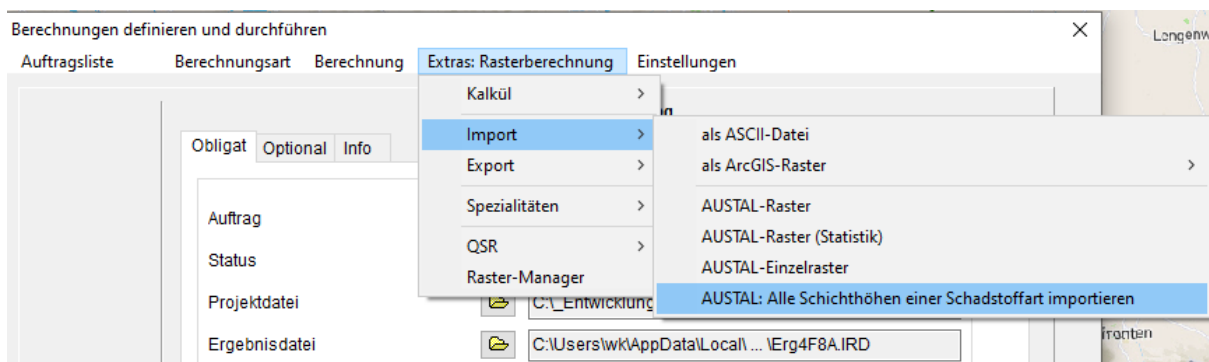 Berechnungen definieren und durchführen
Auftragsliste Berechnungsart Berechnung Extras: Rasterberechnung Einstellungen
Kalkül
Import
Export
Spezialitäten
QSR
Raster-Manager
als ASCII-Datei
als ArcGIS-Raster
AUSTAL-Raster
AUSTAL-Raster (Statistik)
AUSTAL-Einzelraster
AUSTAL: Alle Schichthöhen einer Schadstoffart importieren
Obligat Optional Info
Auftrag
Status
Projektdatei C:\_Entwicklung
Ergebnisdatei C:\Users\wk\AppData\Local\ ... \Erg4F8A.IRD